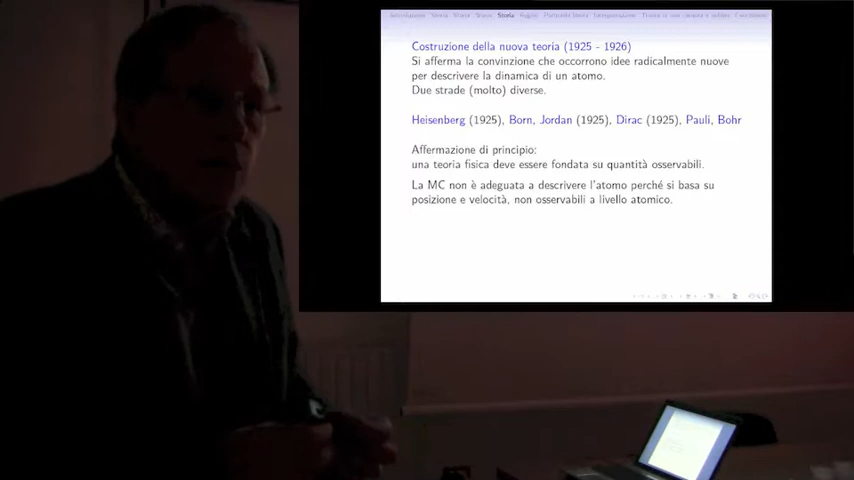 Storia
Costruzione della nuova teoria (1925 - 1926)
Si afferma la convinzione che occorrono idee radicalmente nuove
per descrivere la dinamica di un atomo.
Due strade (molto) diverse.
Heisenberg (1925), Born, Jordan (1925), Dirac (1925), Pauli, Bohr
Affermazione di principio:
una teoria fisica deve essere fondata su quantità osservabili.
La MC non è adeguata a descrivere l'atomo perché si basa su
posizione e velocità, non osservabili a livello atomico.